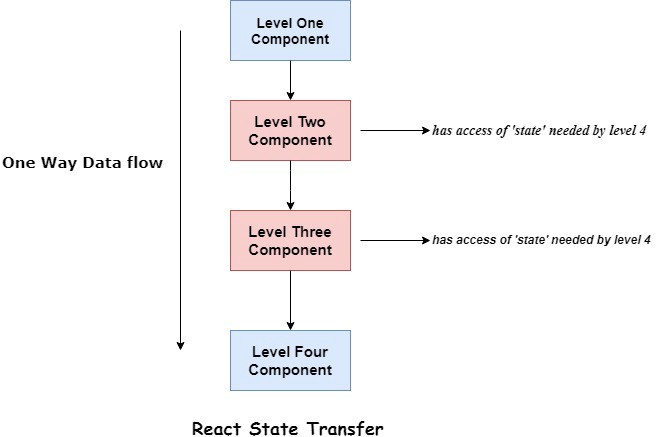 Level One
Component
Level Two
Component
has access of 'state' needed by level 4
One Way Data flow
Level Three
Component
has access of 'state' needed by level 4
Level Four
Component
React State Transfer